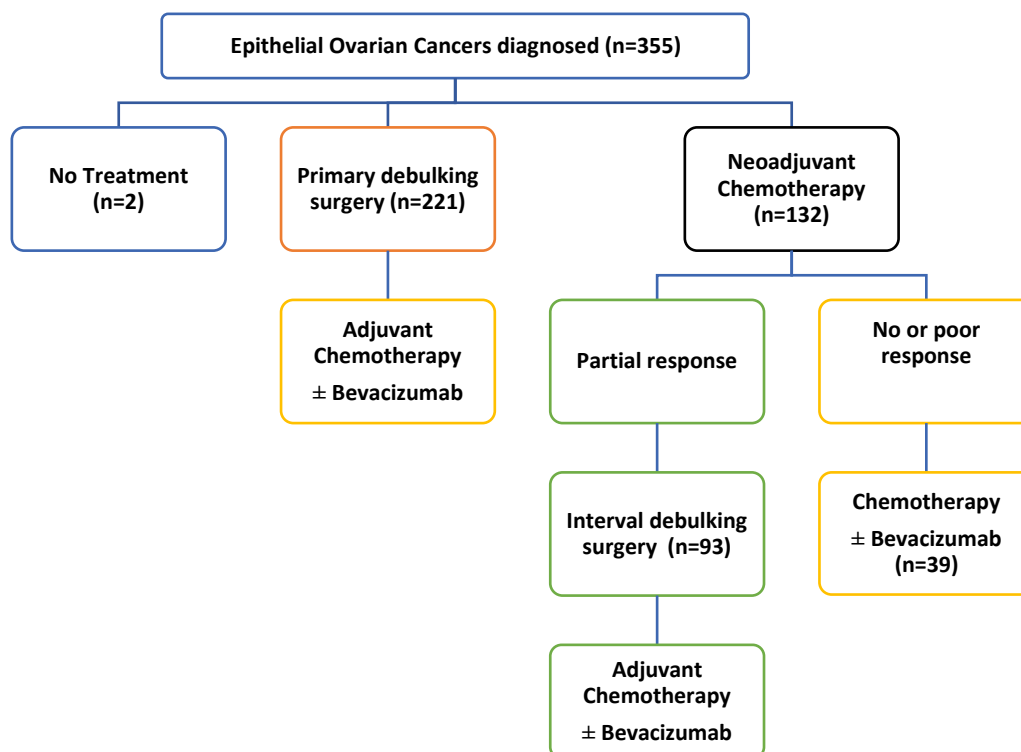 Epithelial Ovarian Cancers diagnosed (n=355)
No Treatment
(n=2)
Primary debulking
surgery (n=221)
Neoadjuvant
Chemotherapy
(n=132)
Adjuvant
Chemotherapy
± Bevacizumab
Partial response
No or poor
response
Interval debulking
surgery (n=93)
Chemotherapy
± Bevacizumab
(n=39)
Adjuvant
Chemotherapy
± Bevacizumab